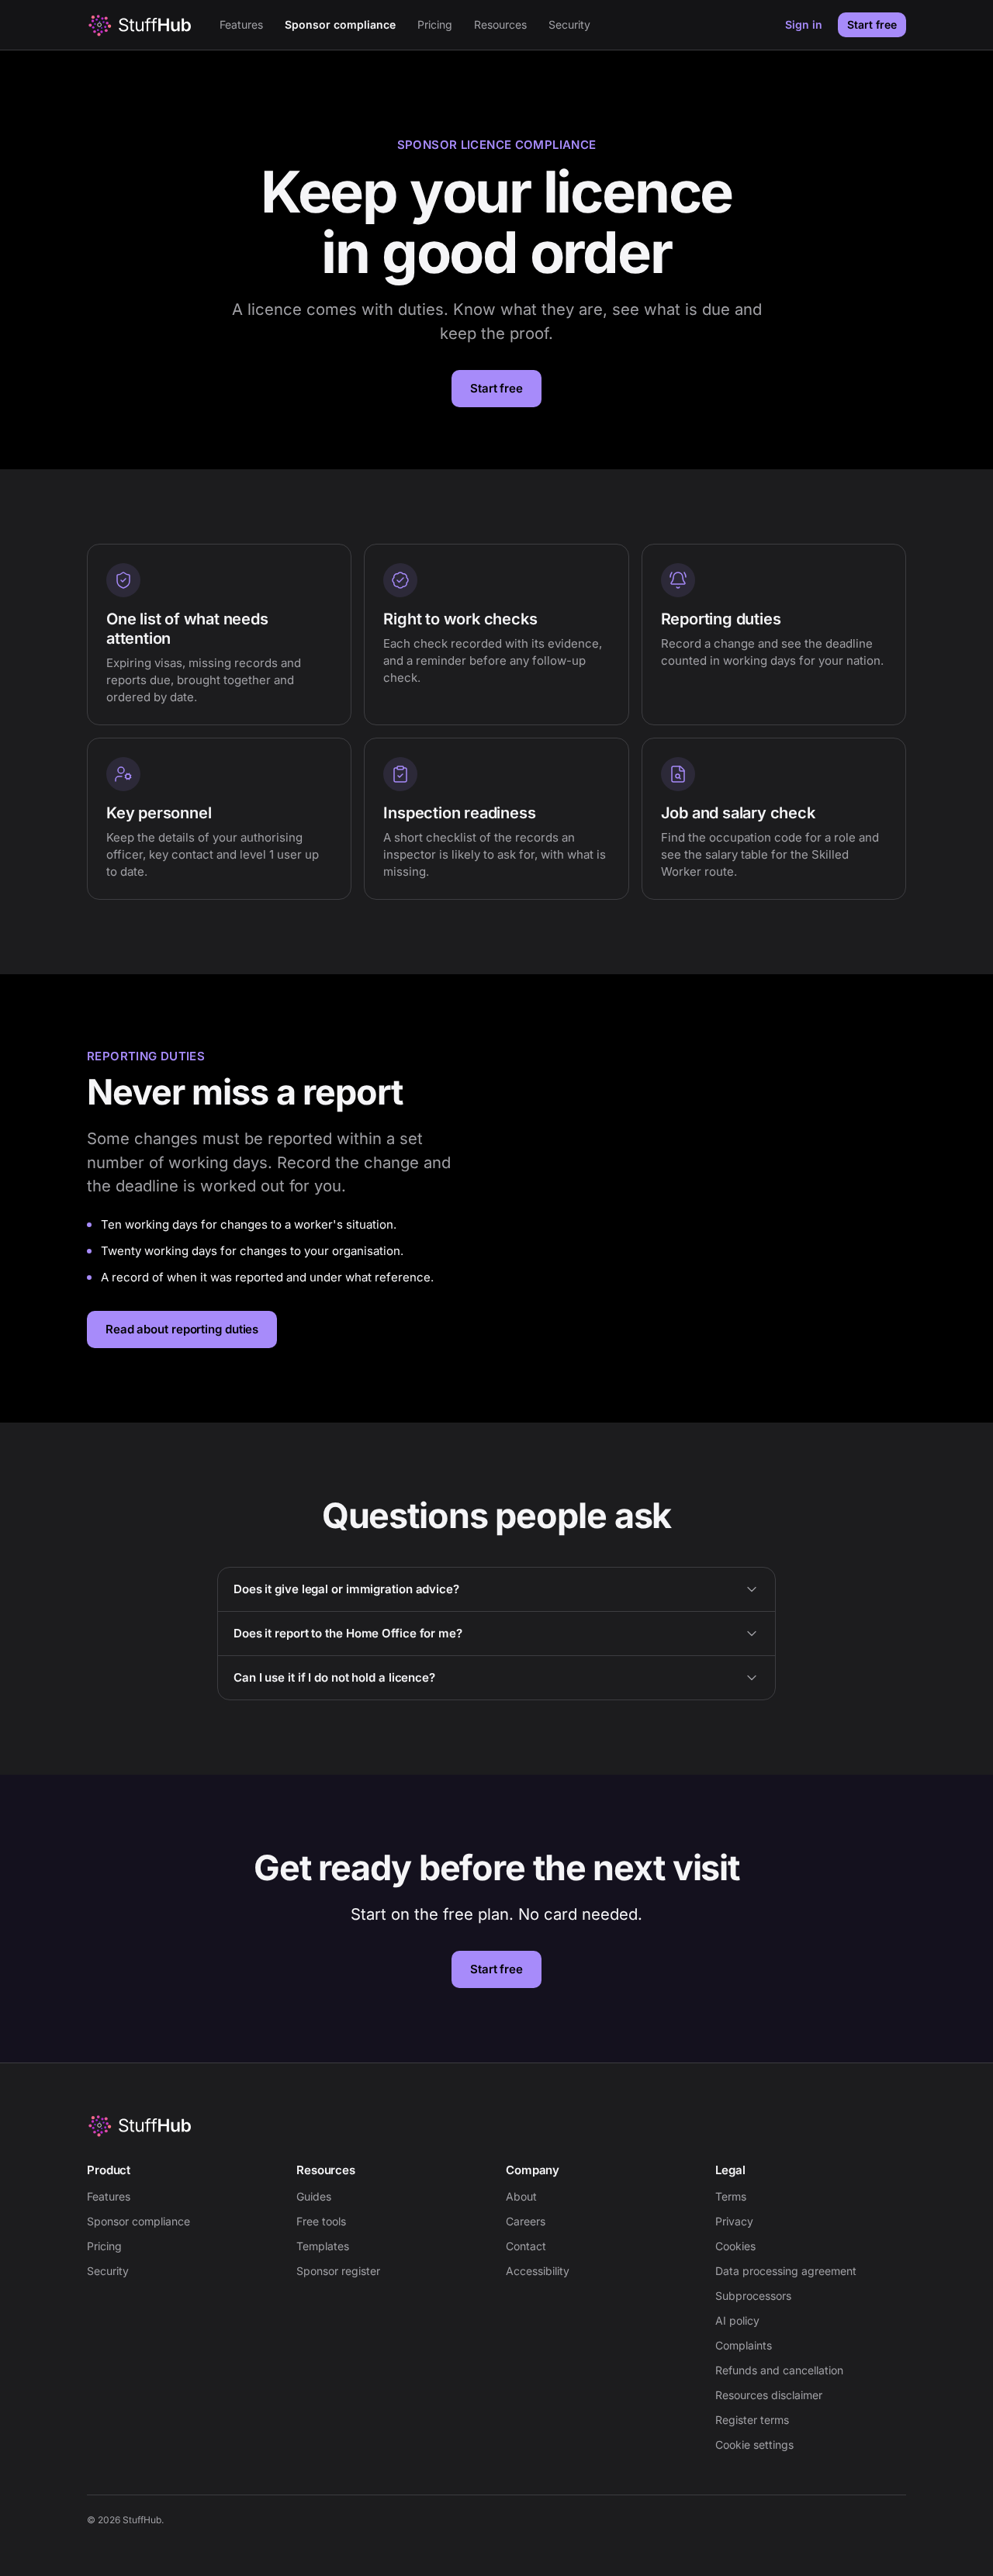 StuffHub Features Sponsor compliance Pricing Resources Security Sign in Start free
SPONSOR LICENCE COMPLIANCE
Keep your licence
in good order
A licence comes with duties. Know what they are, see what is due and
keep the proof.
Start free
One list of what needs
attention
Expiring visas, missing records and
reports due, brought together and
ordered by date.
Right to work checks
Each check recorded with its evidence,
and a reminder before any follow-up
check.
Reporting duties
Record a change and see the deadline
counted in working days for your nation.
Key personnel
Keep the details of your authorising
officer, key contact and level 1 user up
to date.
Inspection readiness
A short checklist of the records an
inspector is likely to ask for, with what is
missing.
Job and salary check
Find the occupation code for a role and
see the salary table for the Skilled
Worker route.
REPORTING DUTIES
Never miss a report
Some changes must be reported within a set
number of working days. Record the change and
the deadline is worked out for you.
Ten working days for changes to a worker's situation.
Twenty working days for changes to your organisation.
A record of when it was reported and under what reference.
Read about reporting duties
Questions people ask
Does it give legal or immigration advice?
Does it report to the Home Office for me?
Can I use it if I do not hold a licence?
Get ready before the next visit
Start on the free plan. No card needed.
Start free
StuffHub
Product
Features
Sponsor compliance
Pricing
Security
Resources
Guides
Free tools
Templates
Sponsor register
Company
About
Careers
Contact
Accessibility
Legal
Terms
Privacy
Cookies
Data processing agreement
Subprocessors
AI policy
Complaints
Refunds and cancellation
Resources disclaimer
Register terms
Cookie settings
© 2026 StuffHub.